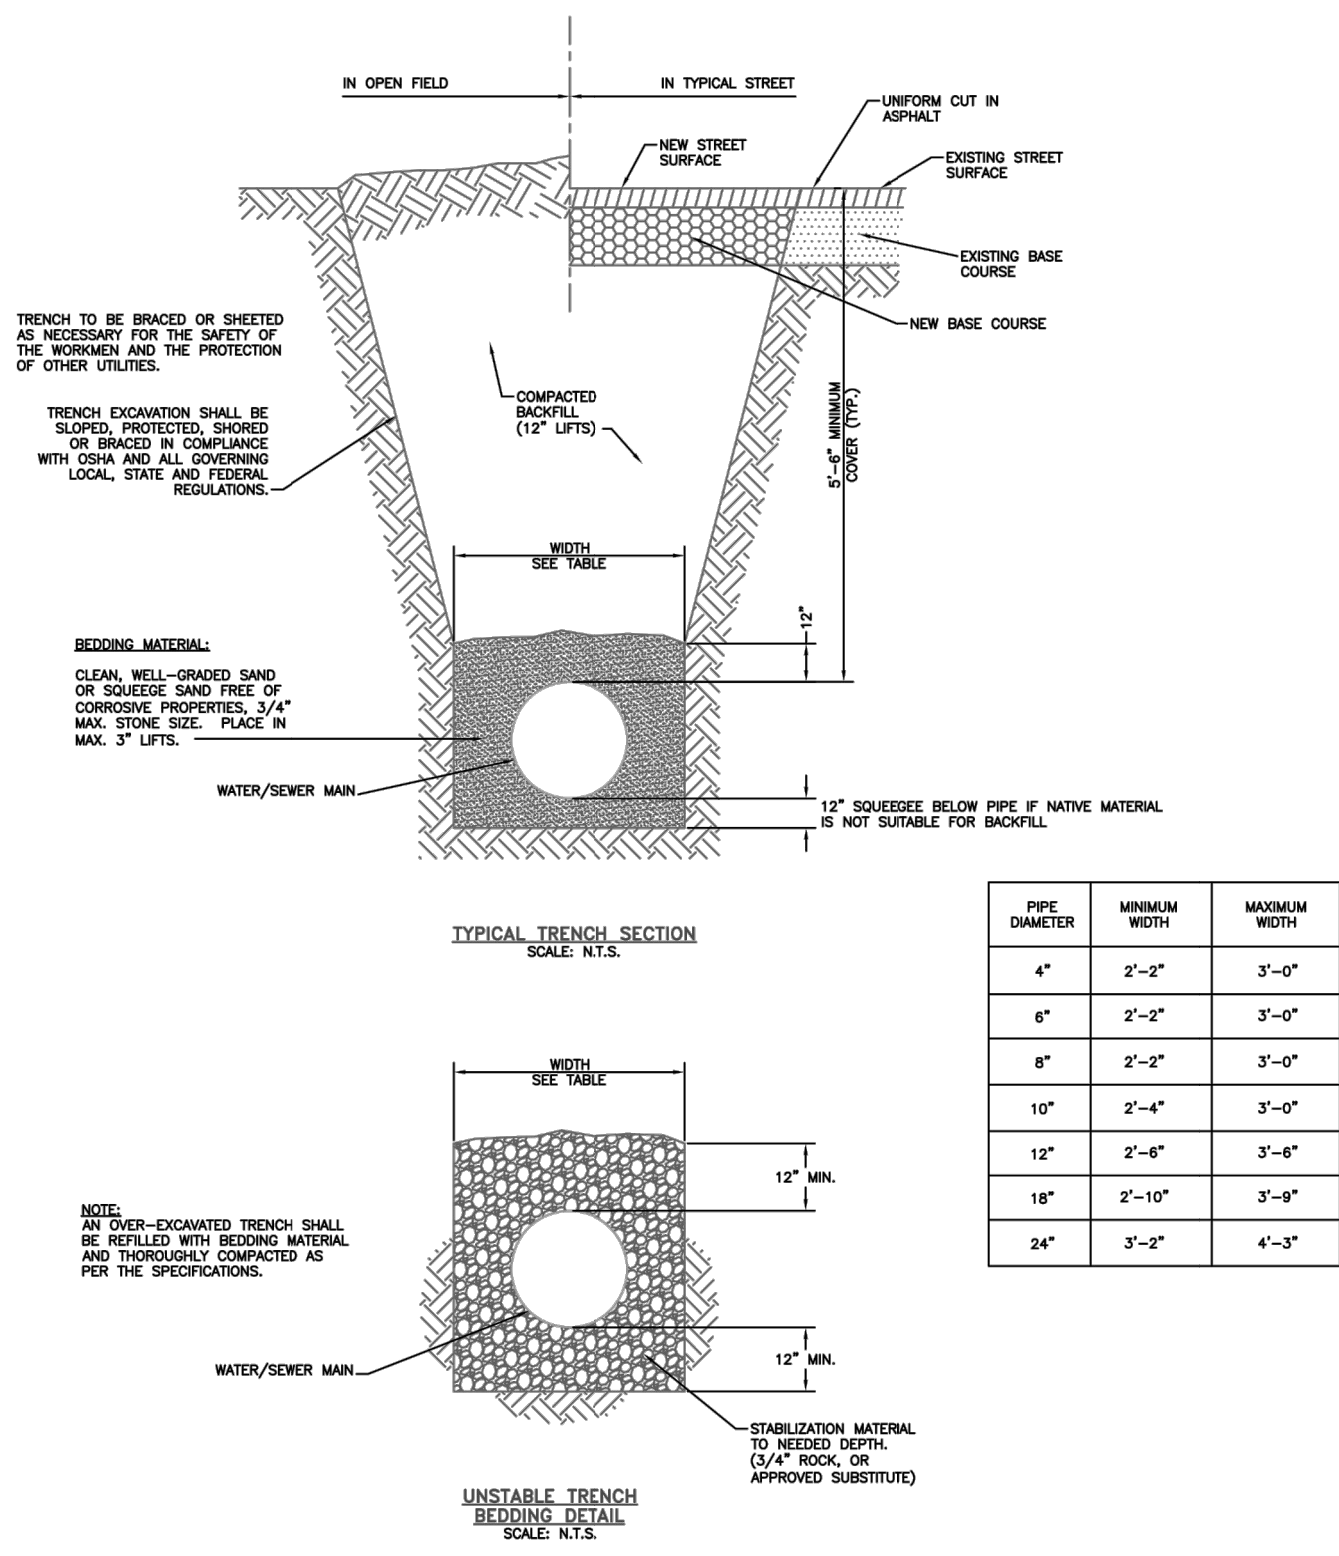 IN OPEN FIELD
IN TYPICAL STREET
UNIFORM CUT IN
ASPHALT
NEW STREET
SURFACE
EXISTING STREET
SURFACE
EXISTING BASE
COURSE
NEW BASE COURSE
TRENCH TO BE BRACED OR SHEETED
AS NECESSARY FOR THE SAFETY OF
THE WORKMEN AND THE PROTECTION
OF OTHER UTILITIES.
COMPACTED
BACKFILL
(12" LIFTS)
5'-6" MINIMUM
COVER (TYP.)
TRENCH EXCAVATION SHALL BE
SLOPED, PROTECTED, SHORED
OR BRACED IN COMPLIANCE
WITH OSHA AND ALL GOVERNING
LOCAL, STATE AND FEDERAL
REGULATIONS.
WIDTH
SEE TABLE
12"
BEDDING MATERIAL:
CLEAN, WELL-GRADED SAND
OR SQUEEGE SAND FREE OF
CORROSIVE PROPERTIES, 3/4"
MAX. STONE SIZE. PLACE IN
MAX. 3" LIFTS.
WATER/SEWER MAIN
12" SQUEEGEE BELOW PIPE IF NATIVE MATERIAL
IS NOT SUITABLE FOR BACKFILL
TYPICAL TRENCH SECTION
SCALE: N.T.S.
PIPE DIAMETER MINIMUM WIDTH MAXIMUM WIDTH
4" 2'-2" 3'-0"
6" 2'-2" 3'-0"
8" 2'-2" 3'-0"
10" 2'-4" 3'-0"
12" 2'-6" 3'-6"
18" 2'-10" 3'-9"
24" 3'-2" 4'-3"
WIDTH
SEE TABLE
12" MIN.
NOTE:
AN OVER-EXCAVATED TRENCH SHALL
BE REFILLED WITH BEDDING MATERIAL
AND THOROUGHLY COMPACTED AS
PER THE SPECIFICATIONS.
12" MIN.
WATER/SEWER MAIN
STABILIZATION MATERIAL
TO NEEDED DEPTH.
(3/4" ROCK, OR
APPROVED SUBSTITUTE)
UNSTABLE TRENCH
BEDDING DETAIL
SCALE: N.T.S.